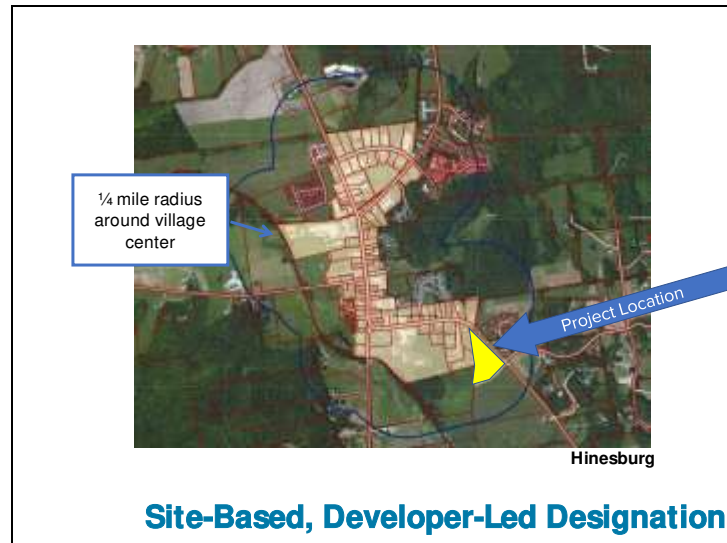 ¼ mile radius
around village
center
Project Location
Hinesburg
Site-Based, Developer-Led Designation